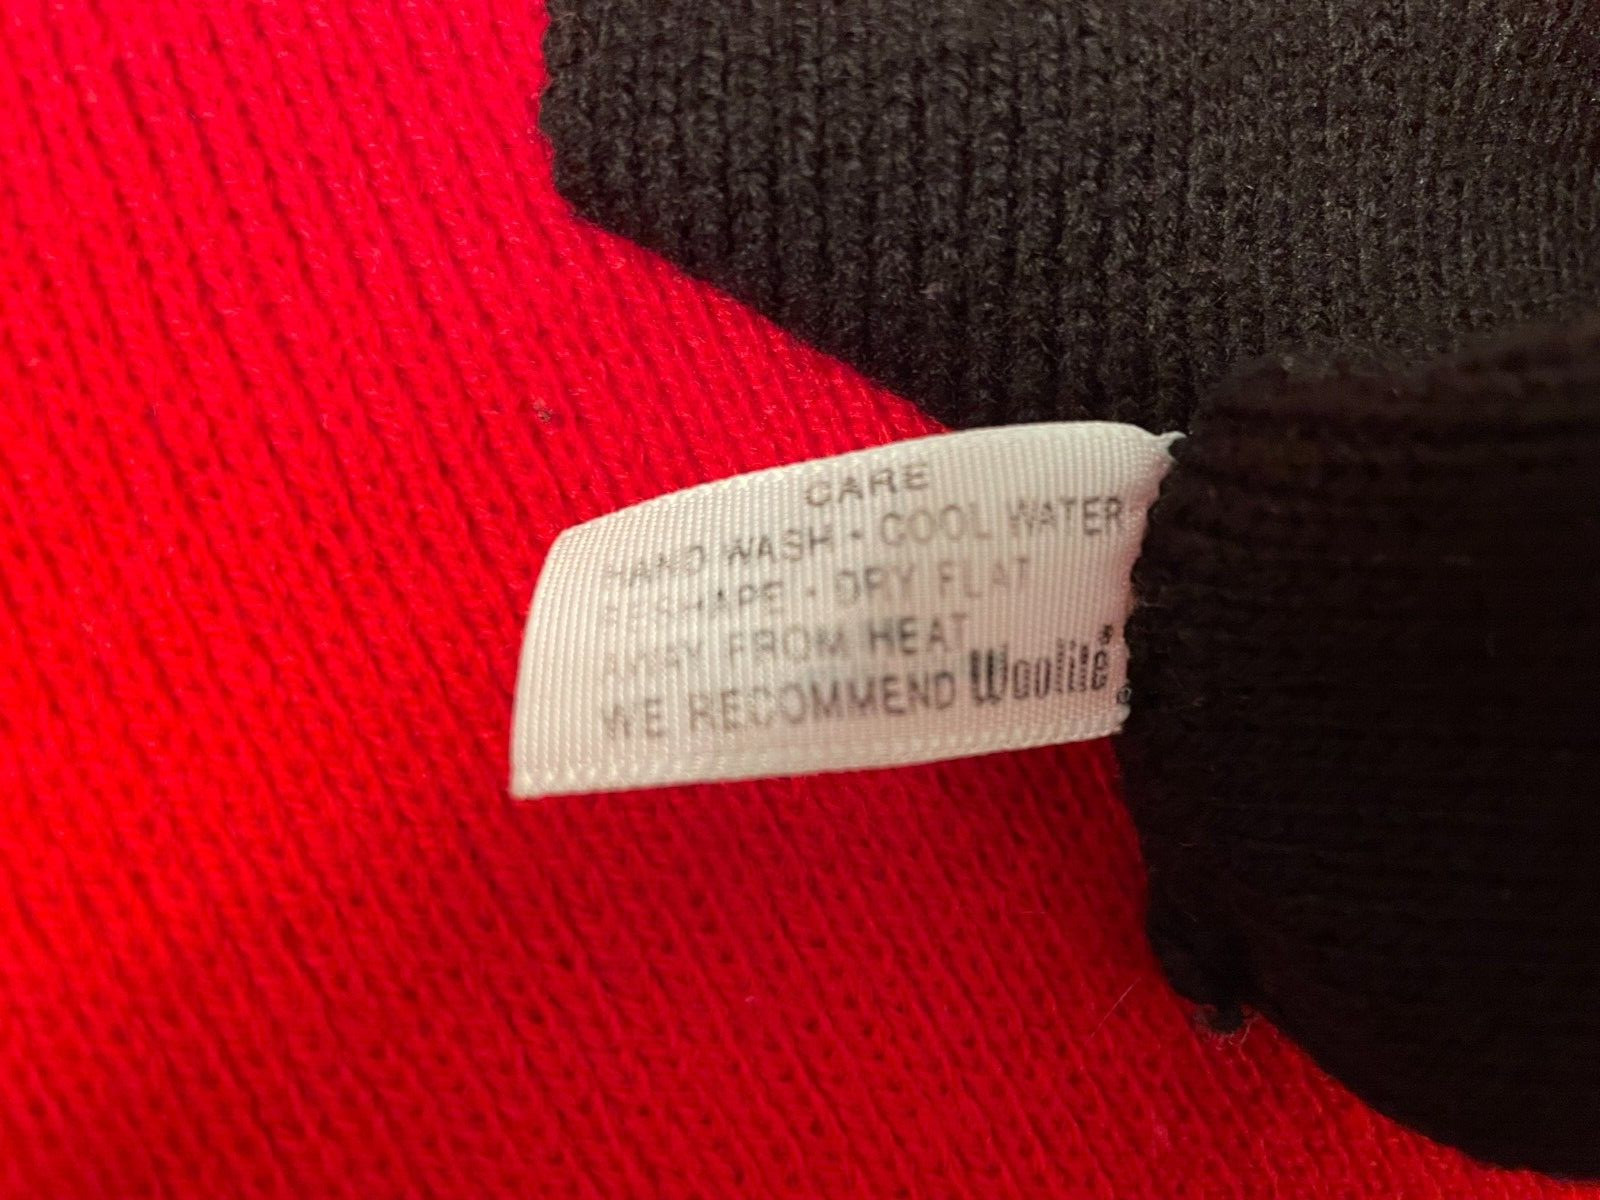 CARE
HAND WASH - COOL WATER
RESHAPE - DRY FLAT
AWAY FROM HEAT
WE RECOMMEND Woolite®